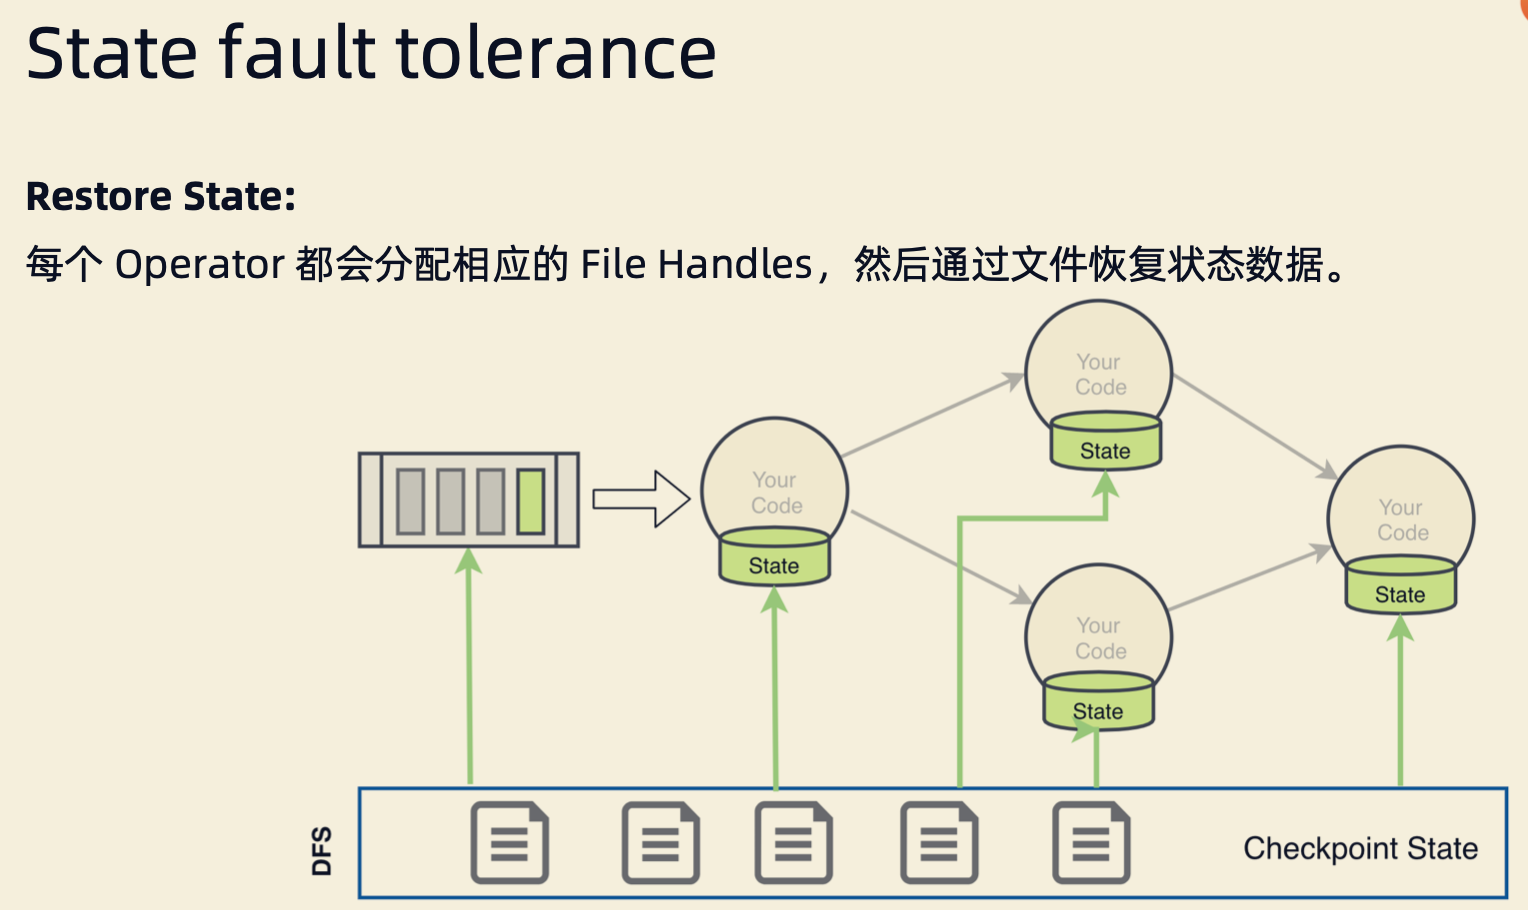 State fault tolerance
Restore State:
每个 Operator 都会分配相应的 File Handles，然后通过文件恢复状态数据。
Your
Code
State
Your
Code
State
Your
Code
State
Your
Code
State
DFS
Checkpoint State